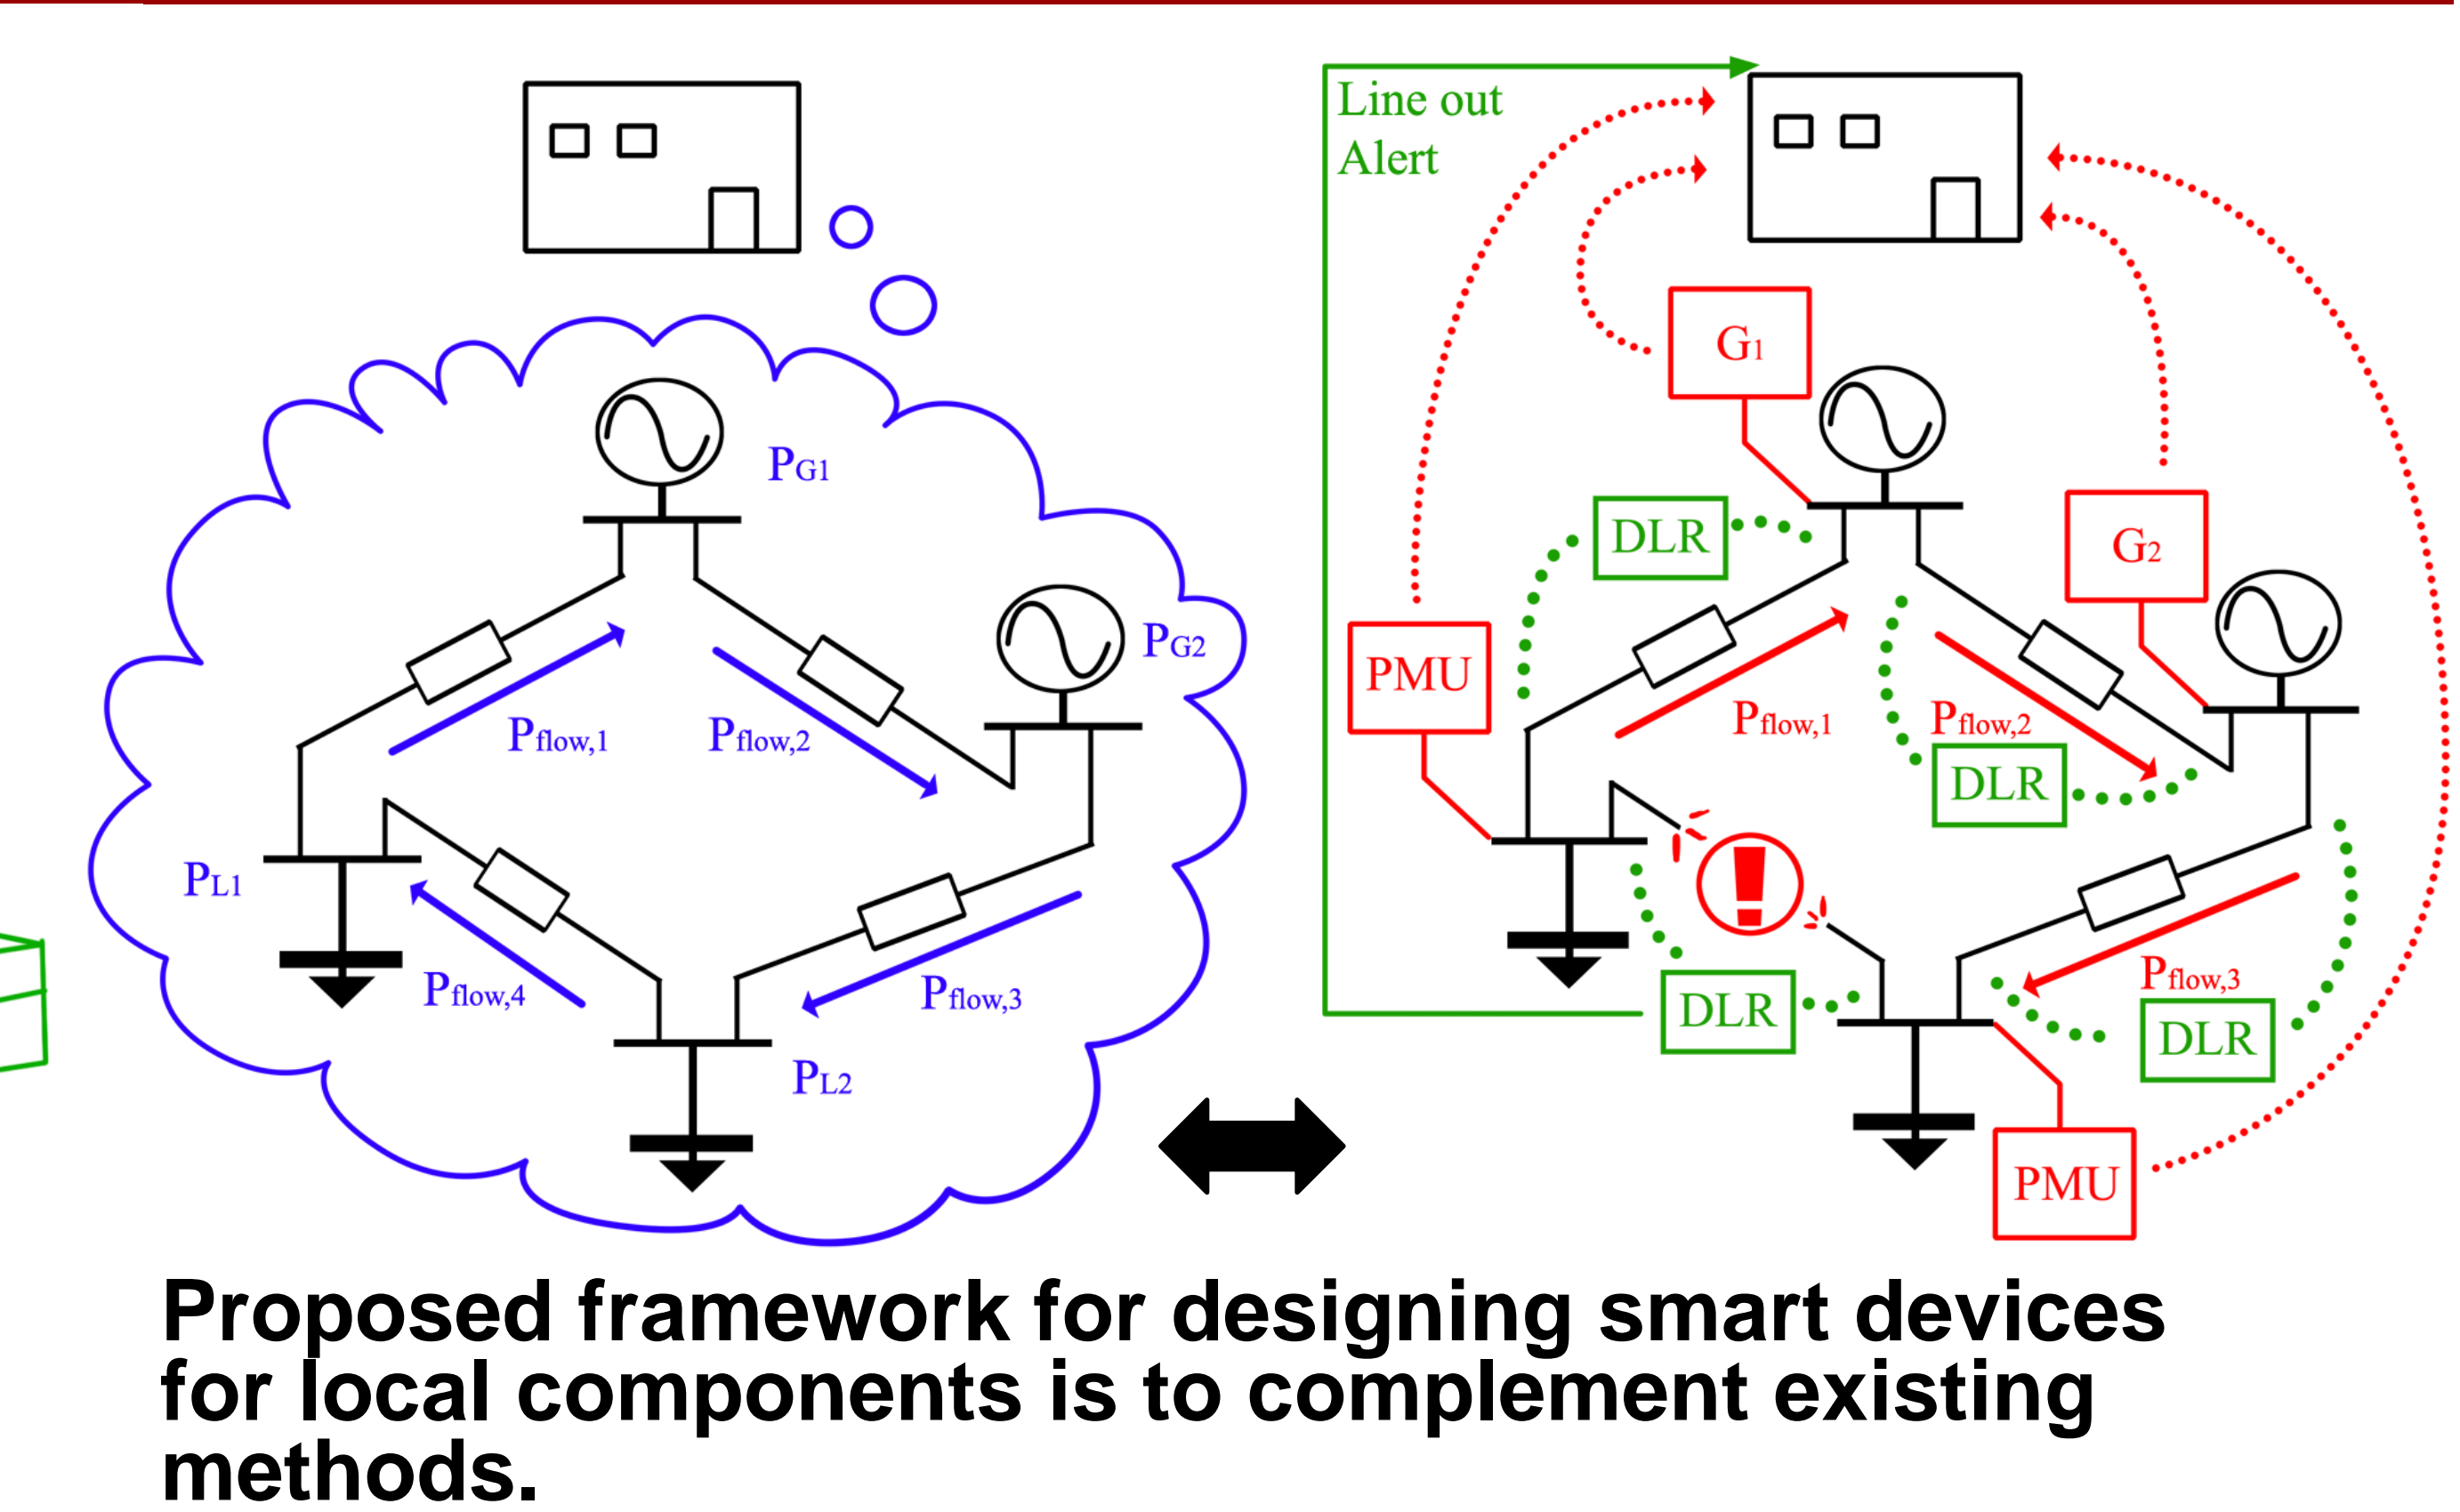 Line out
Alert
G1
PG1
DLR
G2
PG2
PMU
Pflow,1
Pflow,2
Pflow,1
Pflow,2
DLR
PL1
Pflow,4
Pflow,3
Pflow,3
DLR
DLR
PL2
PMU
Proposed framework for designing smart devices
for local components is to complement existing
methods.